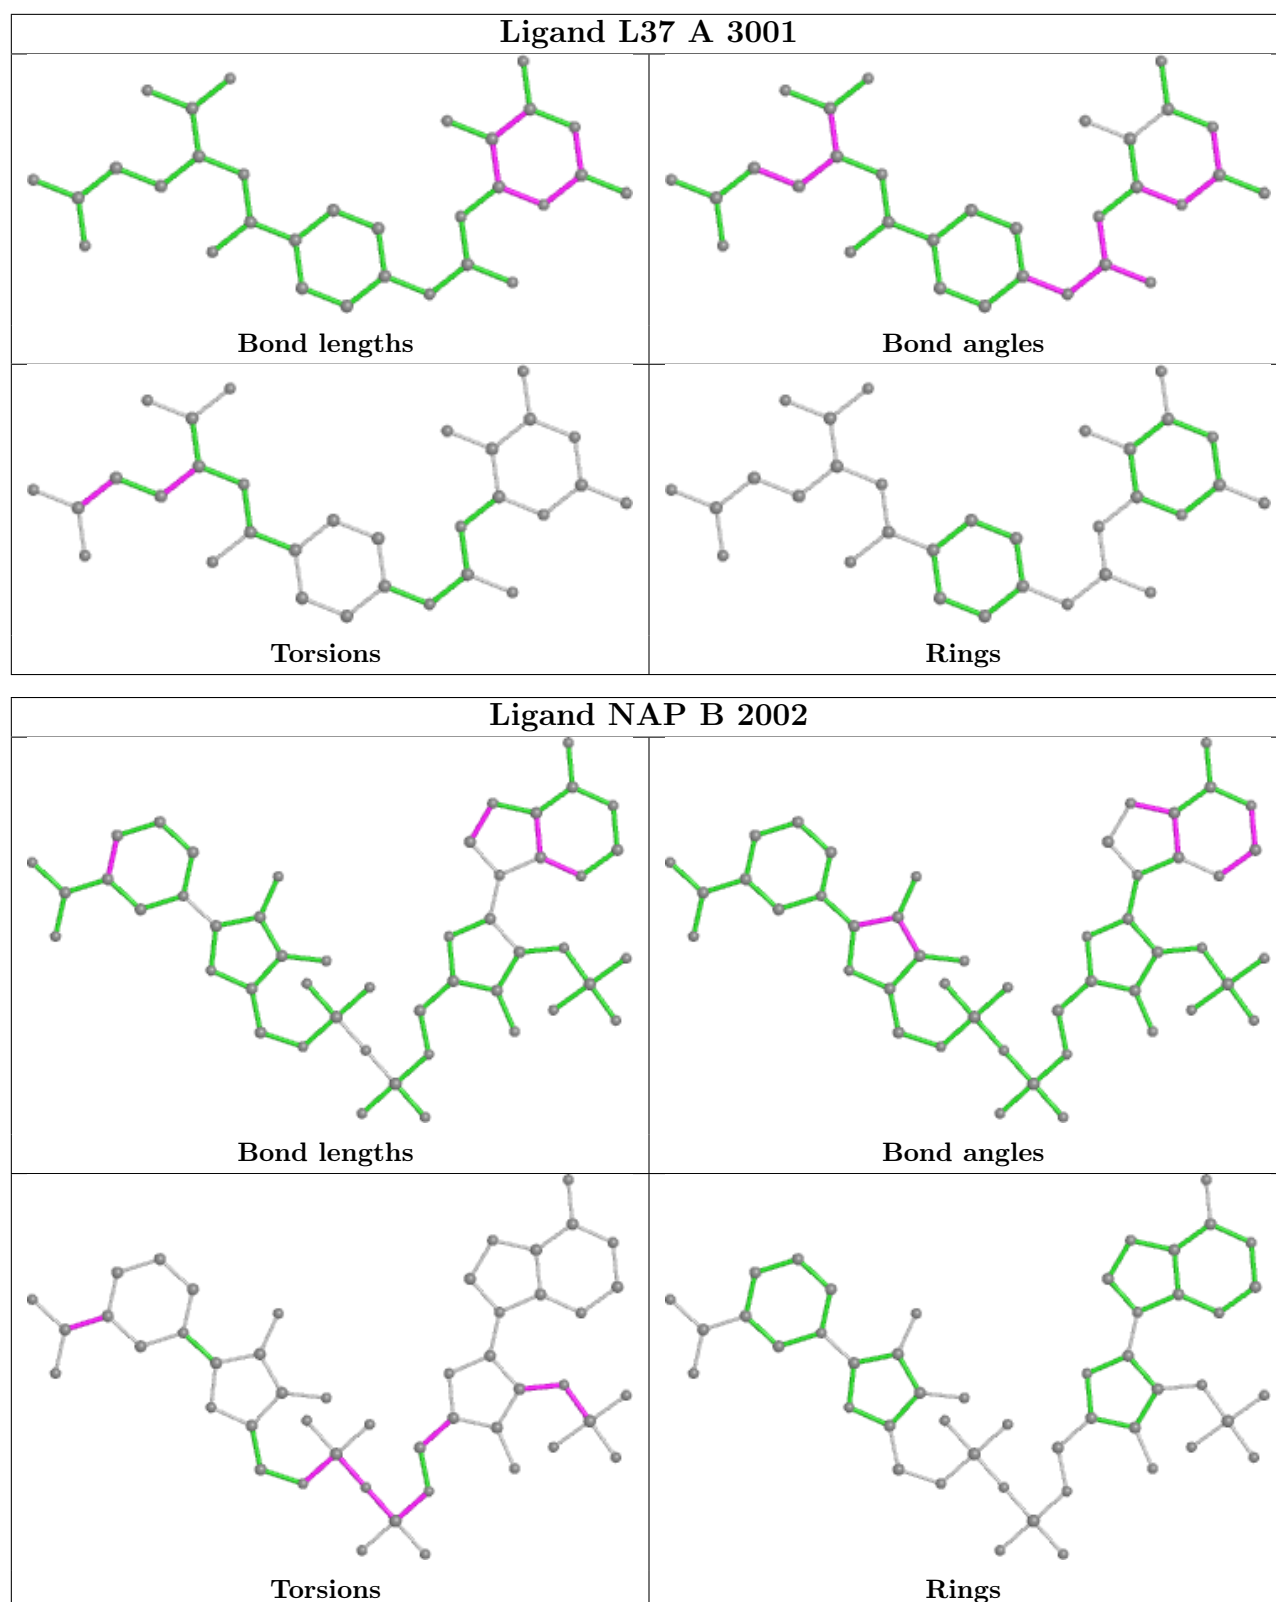 Ligand L37 A 3001
Bond lengths
Bond angles
Torsions
Rings
Ligand NAP B 2002
Bond lengths
Bond angles
Torsions
Rings